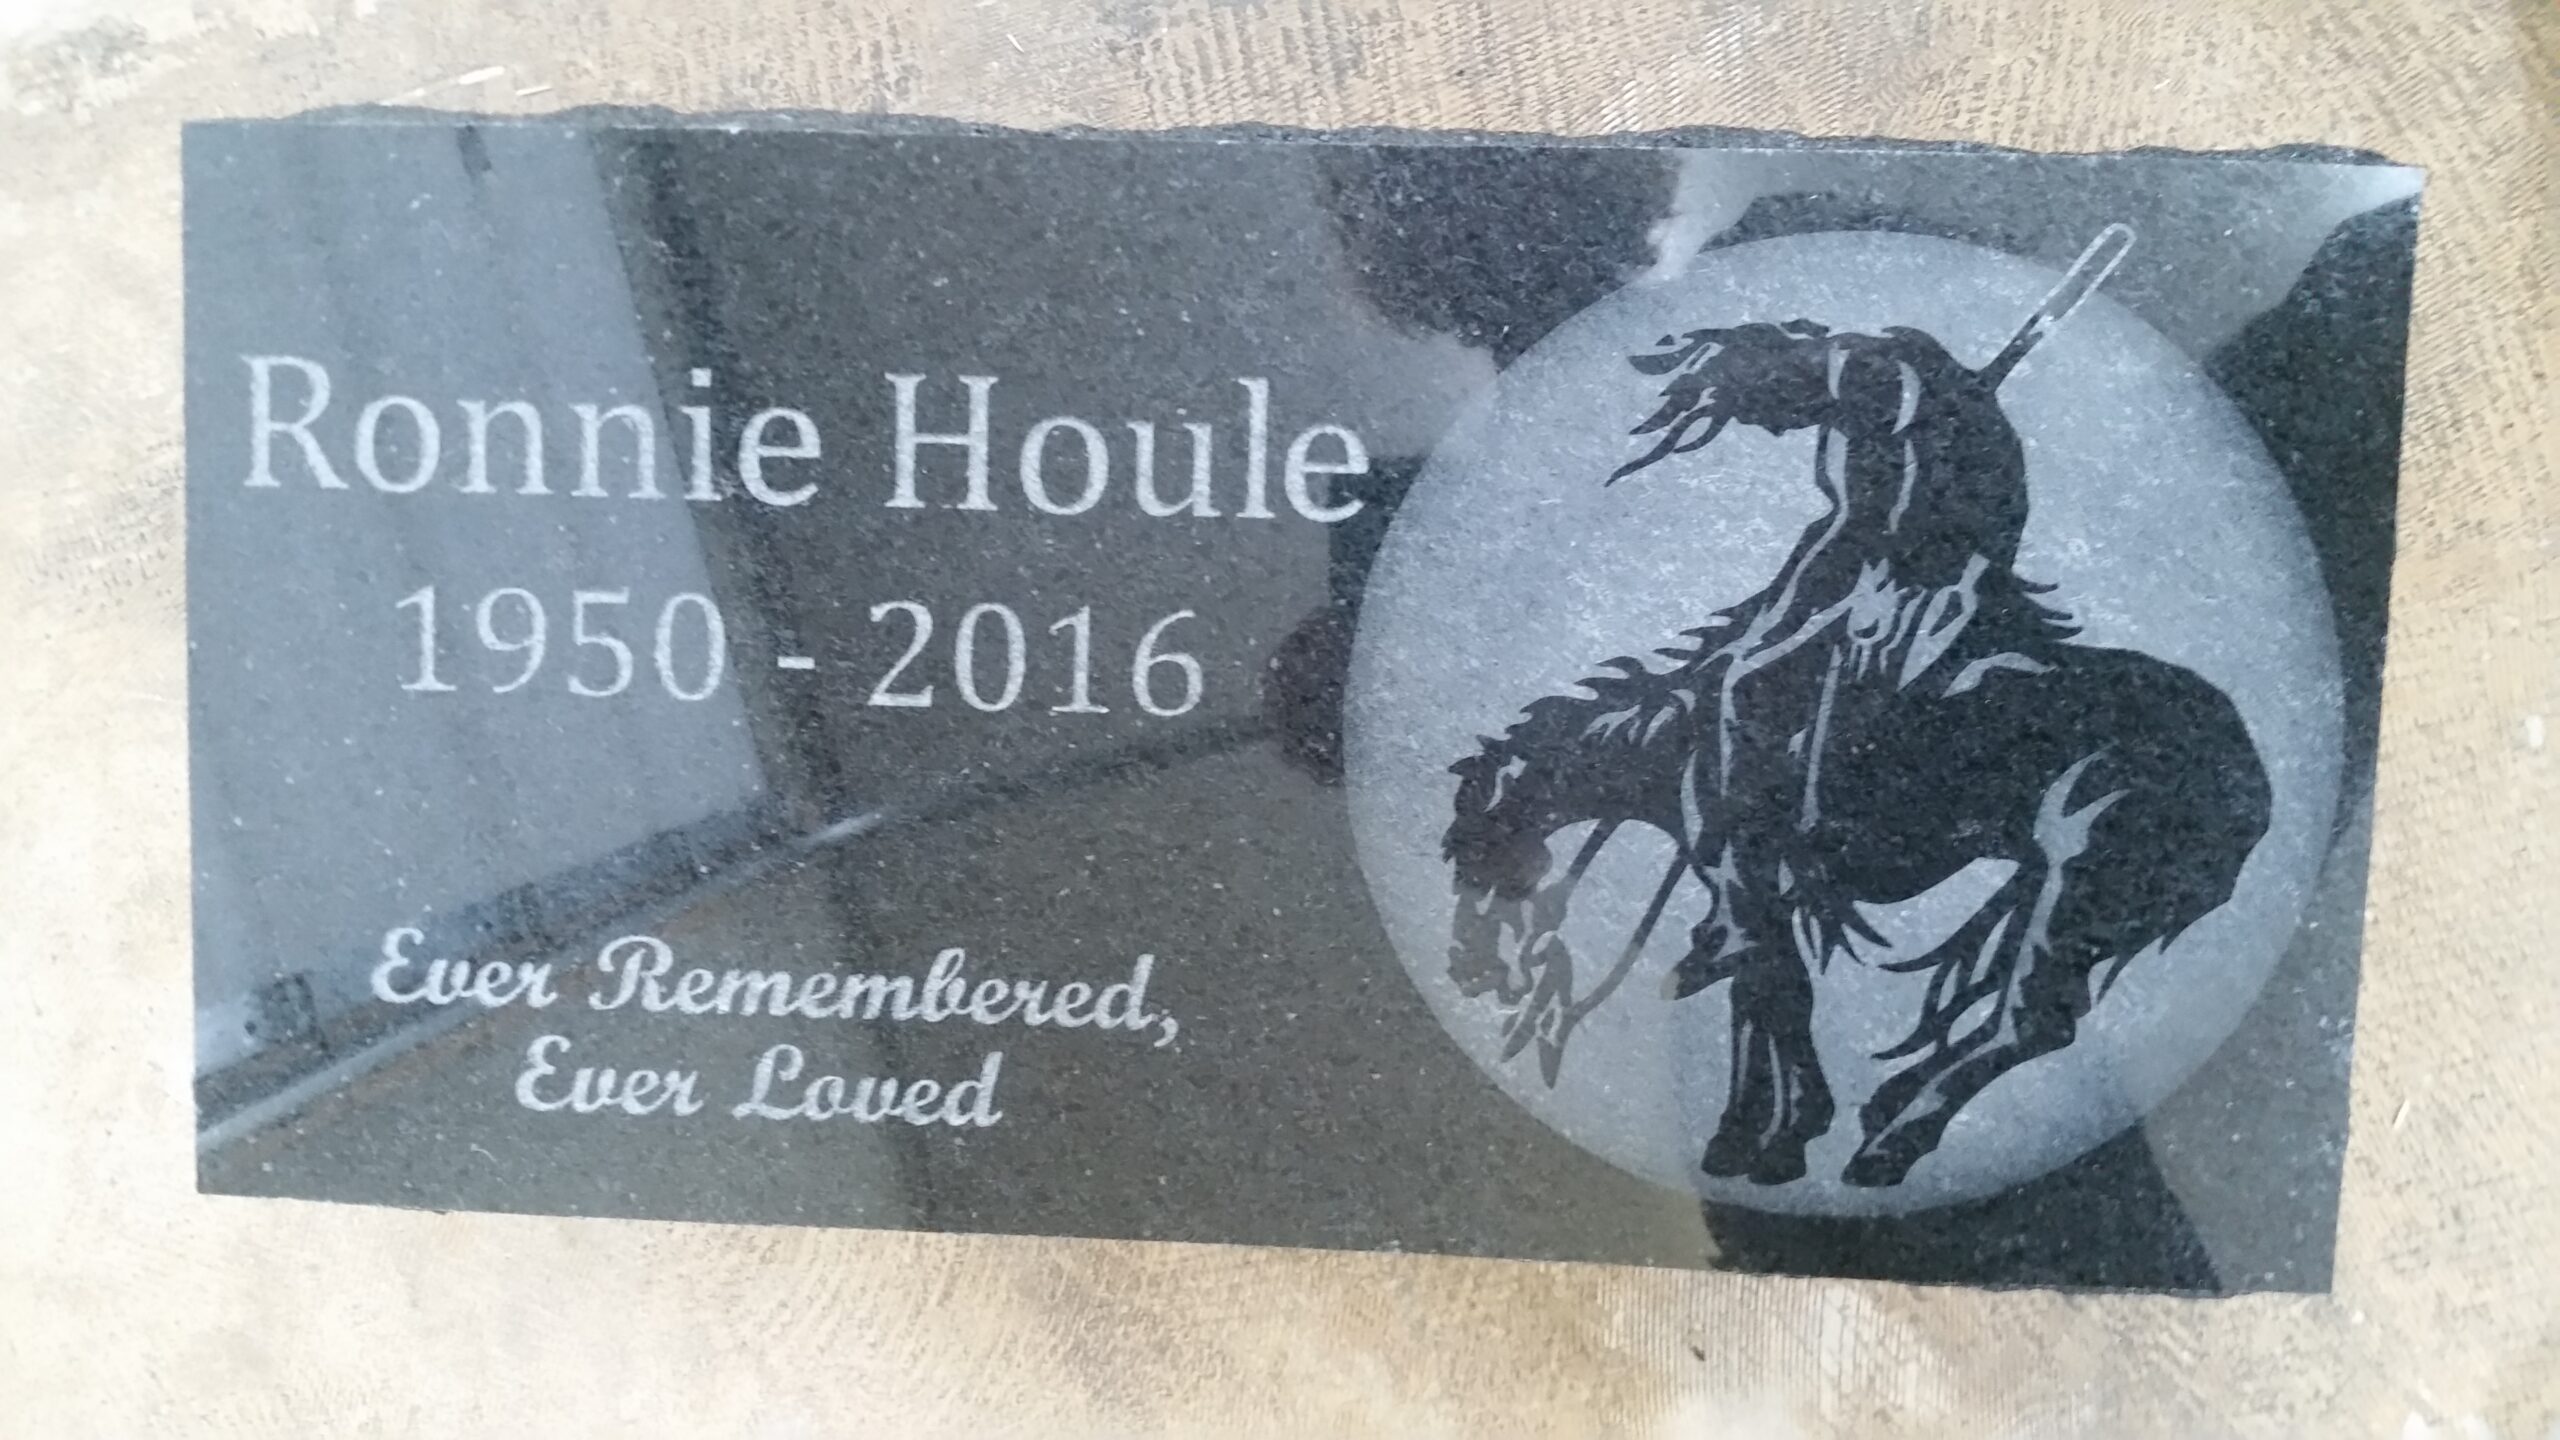 Ronnie Houle
1950 - 2016
Ever Remembered,
Ever Loved